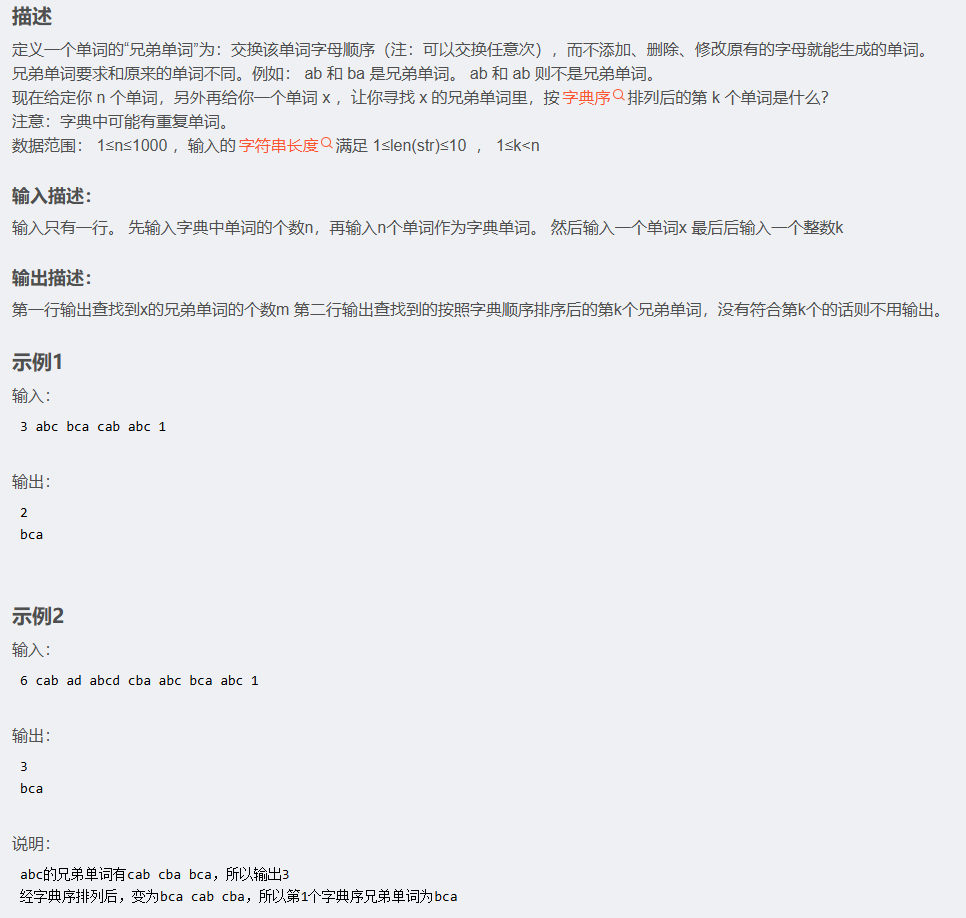 描述
定义一个单词的“兄弟单词”为：交换该单词字母顺序（注：可以交换任意次），而不添加、删除、修改原有的字母就能生成的单词。
兄弟单词要求和原来的单词不同。例如： ab 和 ba 是兄弟单词。 ab 和 ab 则不是兄弟单词。
现在给定你 n 个单词，另外再给你一个单词 x ，让你寻找 x 的兄弟单词里，按字典序排列后的第 k 个单词是什么？
注意：字典中可能有重复单词。
数据范围： 1≤n≤1000 ，输入的字符串长度满足 1≤len(str)≤10 ， 1≤k<n
输入描述：
输入只有一行。 先输入字典中单词的个数n，再输入n个单词作为字典单词。 然后输入一个单词x 最后后输入一个整数k
输出描述：
第一行输出查找到x的兄弟单词的个数m 第二行输出查找到的按照字典顺序排序后的第k个兄弟单词，没有符合第k个的话则不用输出。
示例1
输入：
3 abc bca cab abc 1
输出：
2
bca
示例2
输入：
6 cab ad abcd cba abc bca abc 1
输出：
3
bca
说明：
abc的兄弟单词有cab cba bca，所以输出3
经字典序排列后，变为bca cab cba，所以第1个字典序兄弟单词为bca